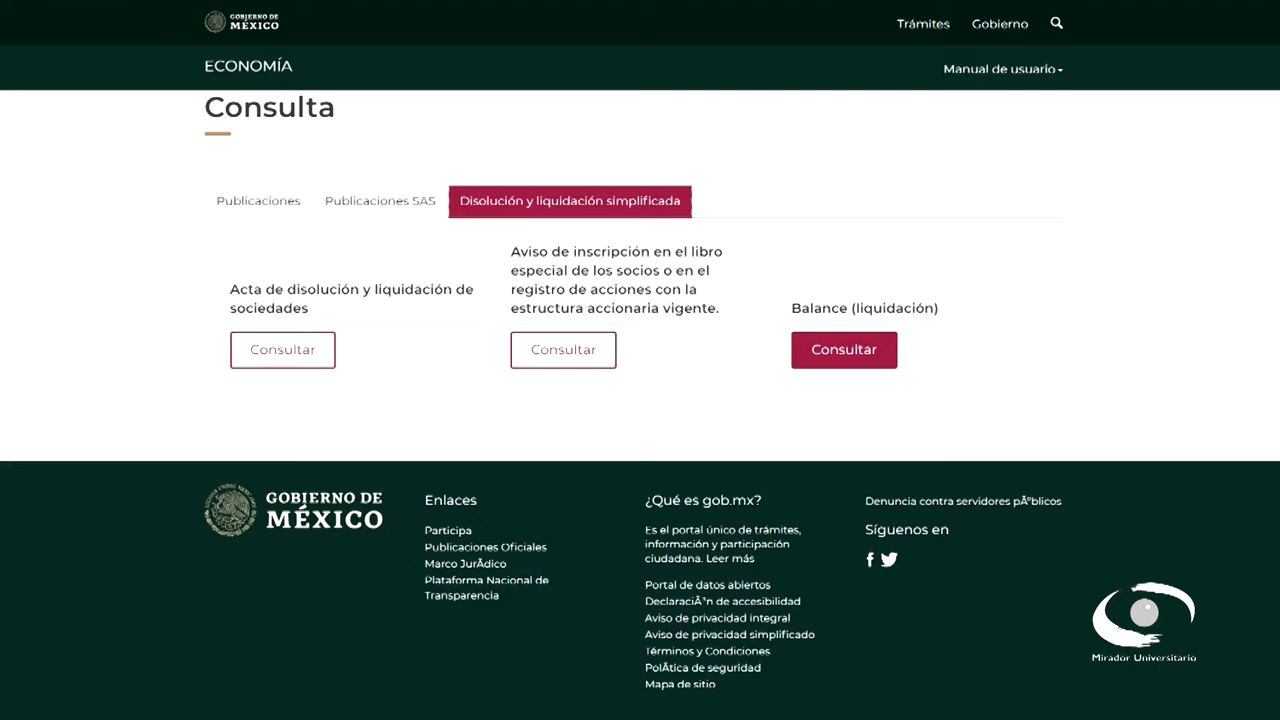 GOBIERNO DE
MÉXICO
Trámites
Gobierno
ECONOMÍA
Manual de usuario
Consulta
Publicaciones
Publicaciones SAS
Disolución y liquidación simplificada
Acta de disolución y liquidación de
sociedades
Consultar
Aviso de inscripción en el libro
especial de los socios o en el
registro de acciones con la
estructura accionaria vigente.
Consultar
Balance (liquidación)
Consultar
GOBIERNO DE
MÉXICO
Enlaces
Participa
Publicaciones Oficiales
Marco JurÃdico
Plataforma Nacional de
Transparencia
¿Qué es gob.mx?
Es el portal único de trámites,
información y participación
ciudadana. Leer más
Portal de datos abiertos
DeclaraciÃ³n de accesibilidad
Aviso de privacidad integral
Aviso de privacidad simplificado
Términos y Condiciones
PolÃtica de seguridad
Mapa de sitio
Denuncia contra servidores pÃºblicos
Síguenos en
Mirador Universitario